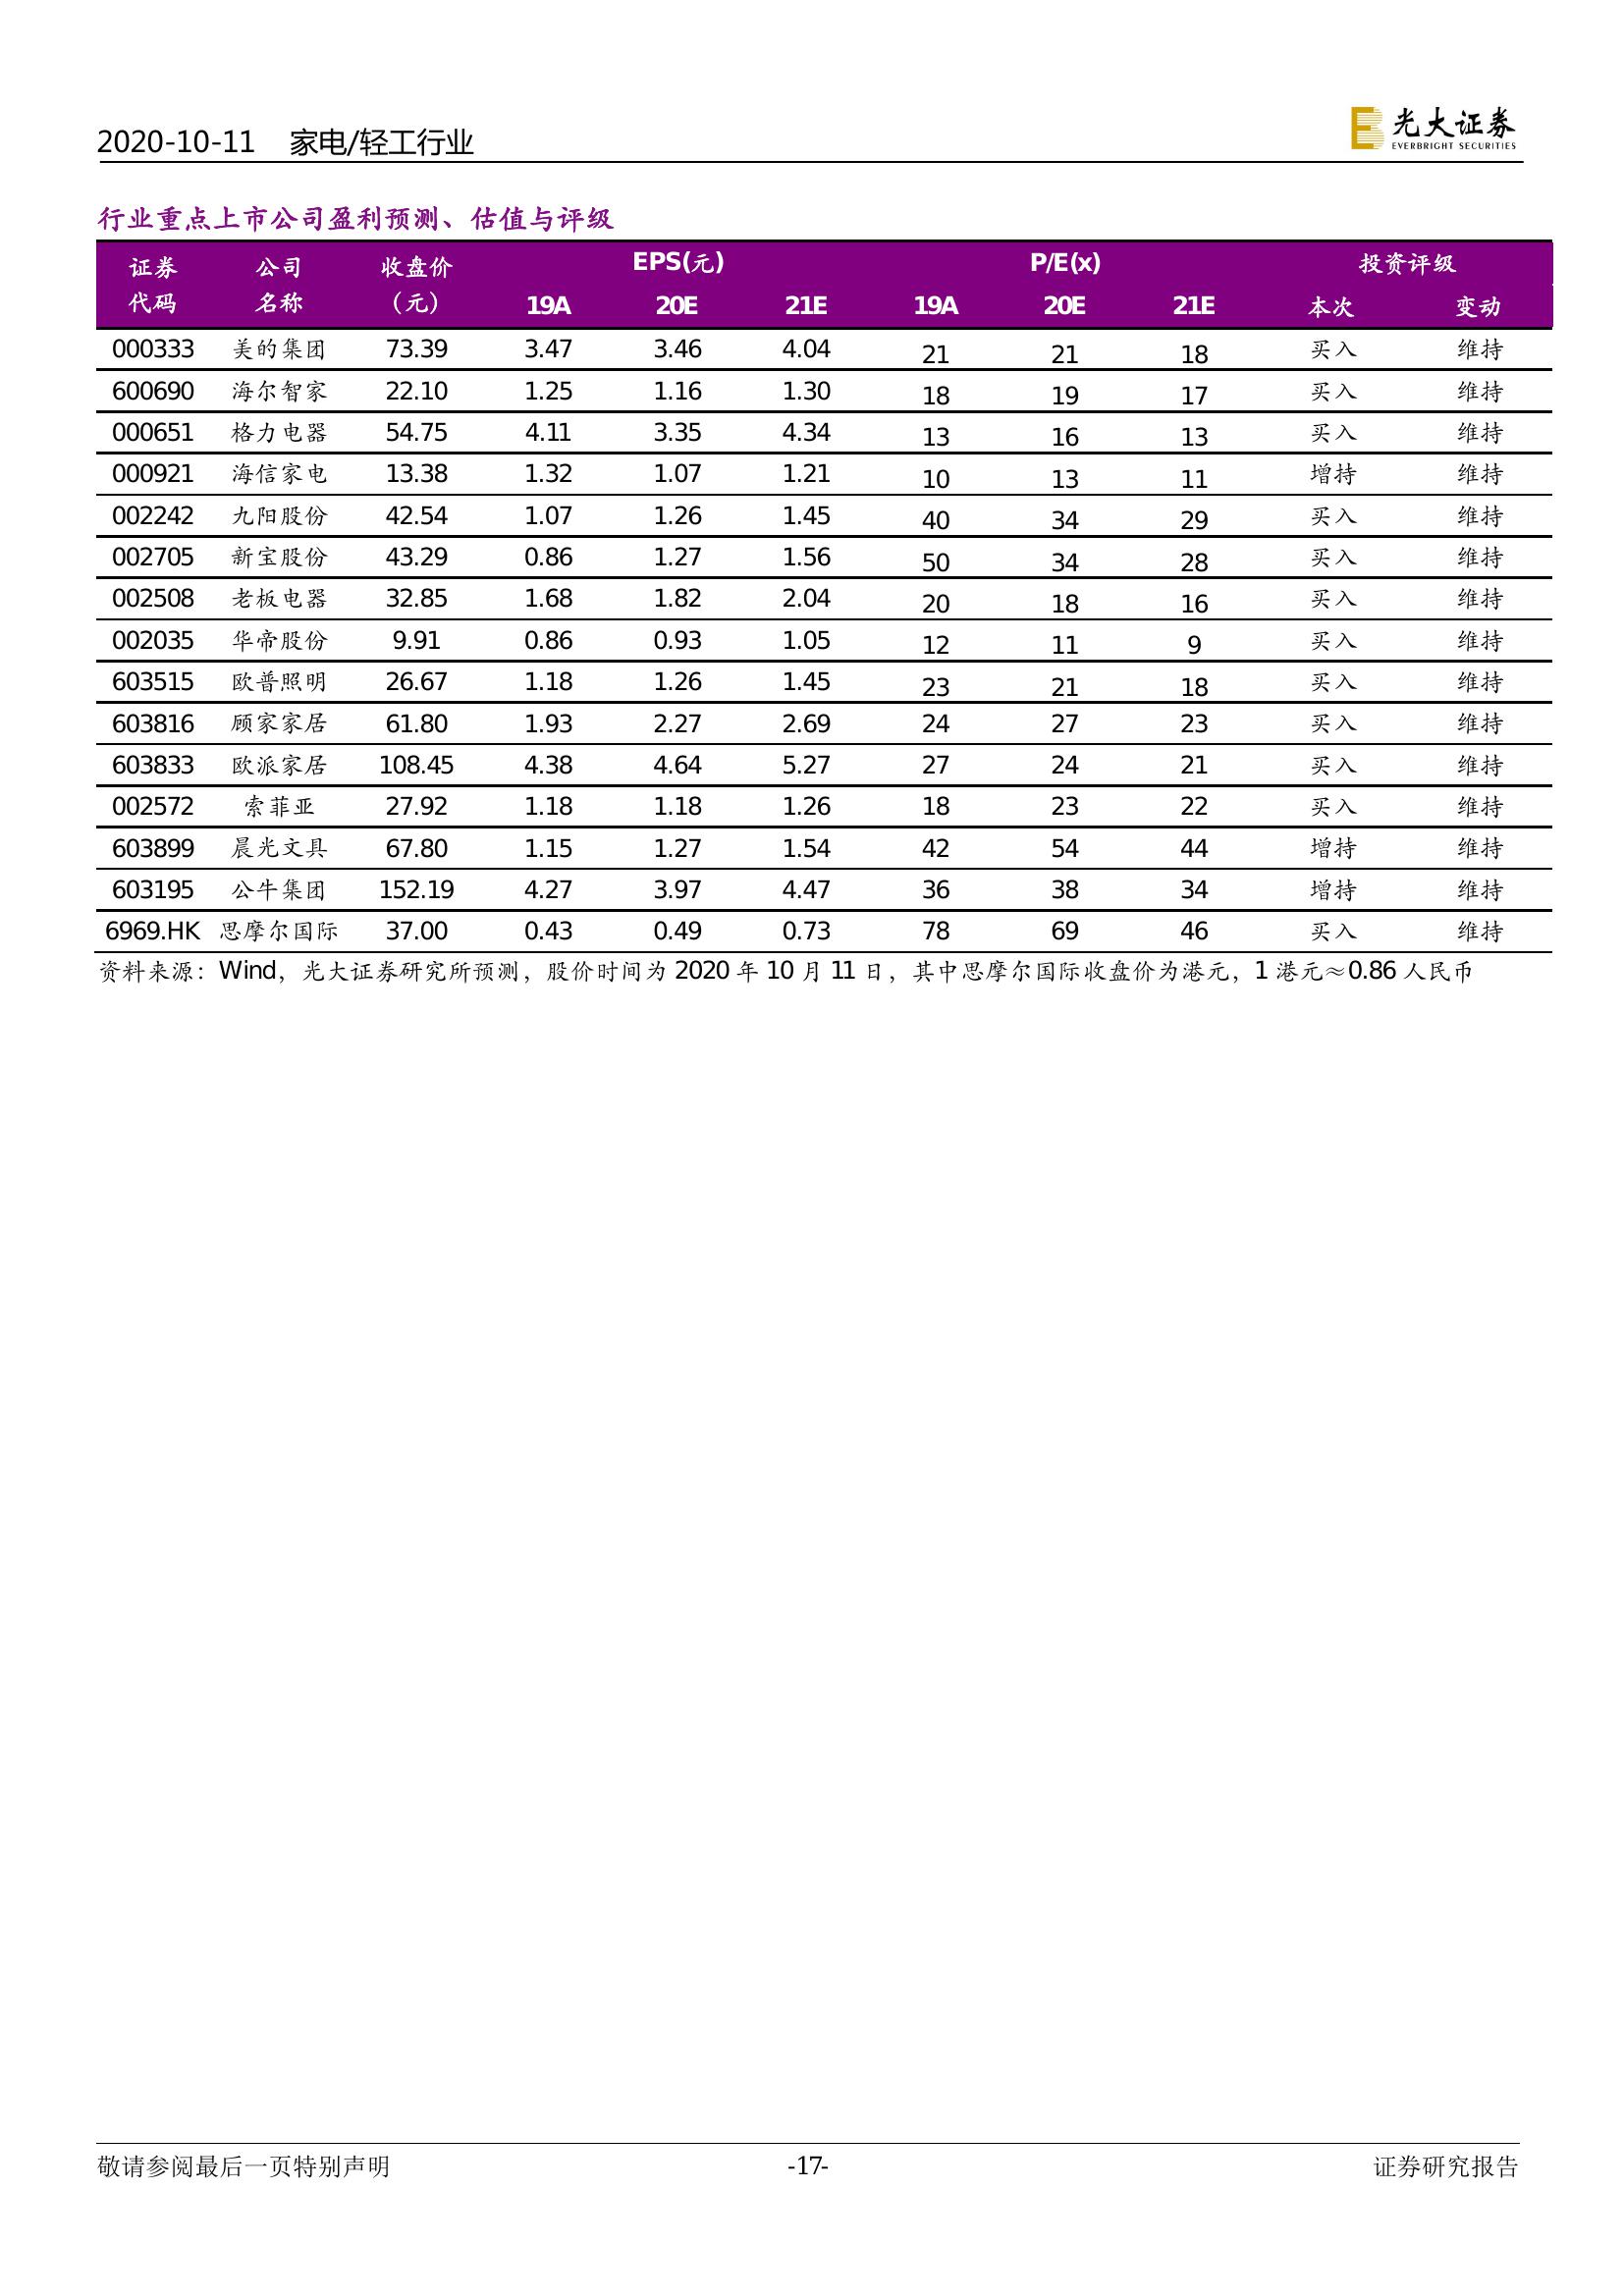 2020-10-11 家电/轻工行业
光大证券
EVERBRIGHT SECURITIES
行业重点上市公司盈利预测、估值与评级
证券 公司 收盘价 EPS(元) P/E(x) 投资评级
代码 名称 （元） 19A 20E 21E 19A 20E 21E 本次 变动
000333 美的集团 73.39 3.47 3.46 4.04 21 21 18 买入 维持
600690 海尔智家 22.10 1.25 1.16 1.30 18 19 17 买入 维持
000651 格力电器 54.75 4.11 3.35 4.34 13 16 13 买入 维持
000921 海信家电 13.38 1.32 1.07 1.21 10 13 11 增持 维持
002242 九阳股份 42.54 1.07 1.26 1.45 40 34 29 买入 维持
002705 新宝股份 43.29 0.86 1.27 1.56 50 34 28 买入 维持
002508 老板电器 32.85 1.68 1.82 2.04 20 18 16 买入 维持
002035 华帝股份 9.91 0.86 0.93 1.05 12 11 9 买入 维持
603515 欧普照明 26.67 1.18 1.26 1.45 23 21 18 买入 维持
603816 顾家家居 61.80 1.93 2.27 2.69 24 27 23 买入 维持
603833 欧派家居 108.45 4.38 4.64 5.27 27 24 21 买入 维持
002572 索菲亚 27.92 1.18 1.18 1.26 18 23 22 买入 维持
603899 晨光文具 67.80 1.15 1.27 1.54 42 54 44 增持 维持
603195 公牛集团 152.19 4.27 3.97 4.47 36 38 34 增持 维持
6969.HK 思摩尔国际 37.00 0.43 0.49 0.73 78 69 46 买入 维持
资料来源：Wind，光大证券研究所预测，股价时间为 2020 年 10 月 11 日，其中思摩尔国际收盘价为港元，1 港元≈0.86 人民币
敬请参阅最后一页特别声明 -17- 证券研究报告